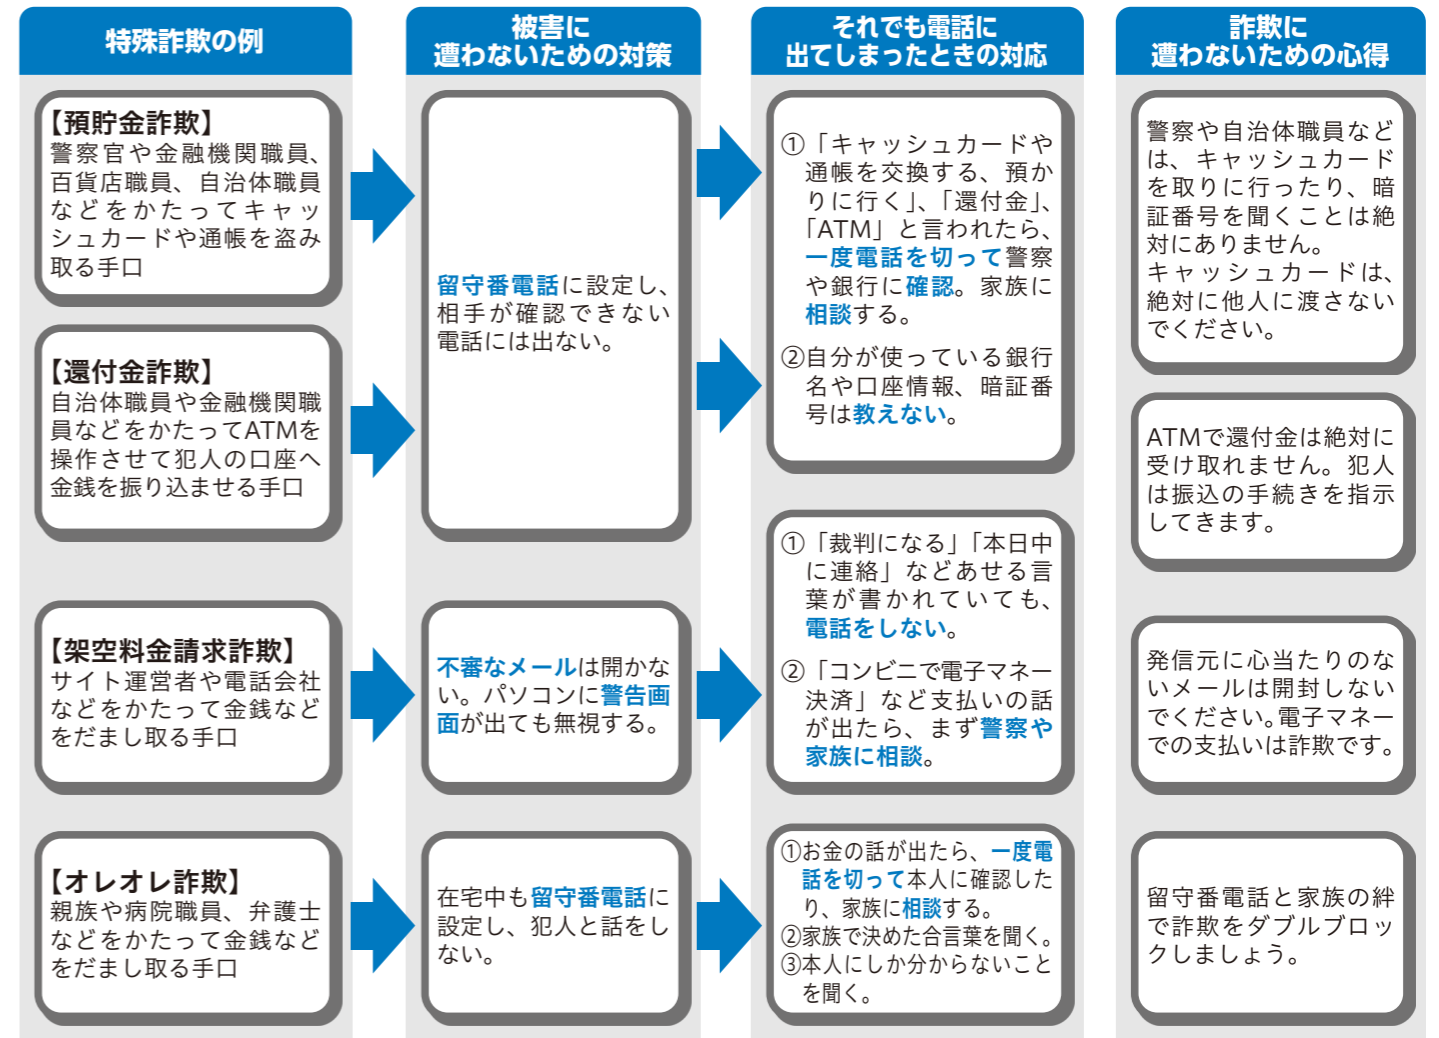 特殊詐欺の例
【預貯金詐欺】
警察官や金融機関職員、
百貨店職員、自治体職員
などをかたってキャッ
シュカードや通帳を盗み
取る手口
【還付金詐欺】
自治体職員や金融機関職
員などをかたってATMを
操作させて犯人の口座へ
金銭を振り込ませる手口
【架空料金請求詐欺】
サイト運営者や電話会社
などをかたって金銭など
をだまし取る手口
【オレオレ詐欺】
親族や病院職員、弁護士
などをかたって金銭など
をだまし取る手口
被害に
遭わないための対策
留守番電話に設定し、
相手が確認できない
電話には出ない。
不審なメールは開かな
い。パソコンに警告画
面が出ても無視する。
在宅中も留守番電話に
設定し、犯人と話をし
ない。
それでも電話に
出てしまったときの対応
①「キャッシュカードや
通帳を交換する、預か
りに行く」、「還付金」、
「ATM」と言われたら、
一度電話を切って警察
や銀行に確認。家族に
相談する。
②自分が使っている銀行
名や口座情報、暗証番
号は教えない。
①「裁判になる」「本日中
に連絡」などあせる言
葉が書かれていても、
電話をしない。
②「コンビニで電子マネー
決済」など支払いの話
が出たら、まず警察や
家族に相談。
①お金の話が出たら、一度電
話を切って本人に確認した
り、家族に相談する。
②家族で決めた合言葉を聞く。
③本人にしか分からないこと
を聞く。
詐欺に
遭わないための心得
警察や自治体職員など
は、キャッシュカード
を取りに行ったり、暗
証番号を聞くことは絶
対にありません。
キャッシュカードは、
絶対に他人に渡さない
でください。
ATMで還付金は絶対に
受け取れません。犯人
は振込の手続きを指示
してきます。
発信元に心当たりのな
いメールは開封しない
でください。電子マネー
での支払いは詐欺です。
留守番電話と家族の絆
で詐欺をダブルブロッ
クしましょう。